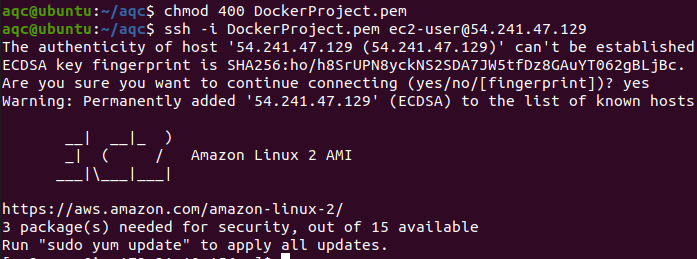 aqc@ubuntu:~/aqc$ chmod 400 DockerProject.pem
aqc@ubuntu:~/aqc$ ssh -i DockerProject.pem ec2-user@54.241.47.129
The authenticity of host '54.241.47.129 (54.241.47.129)' can't be established
ECDSA key fingerprint is SHA256:ho/h8SrUPN8yckNS2SDA7JW5tfDz8GAuYT062gBLjBc.
Are you sure you want to continue connecting (yes/no/[fingerprint])? yes
Warning: Permanently added '54.241.47.129' (ECDSA) to the list of known hosts
__| __|_ )
_| ( / Amazon Linux 2 AMI
___|\___|___|
https://aws.amazon.com/amazon-linux-2/
3 package(s) needed for security, out of 15 available
Run "sudo yum update" to apply all updates.